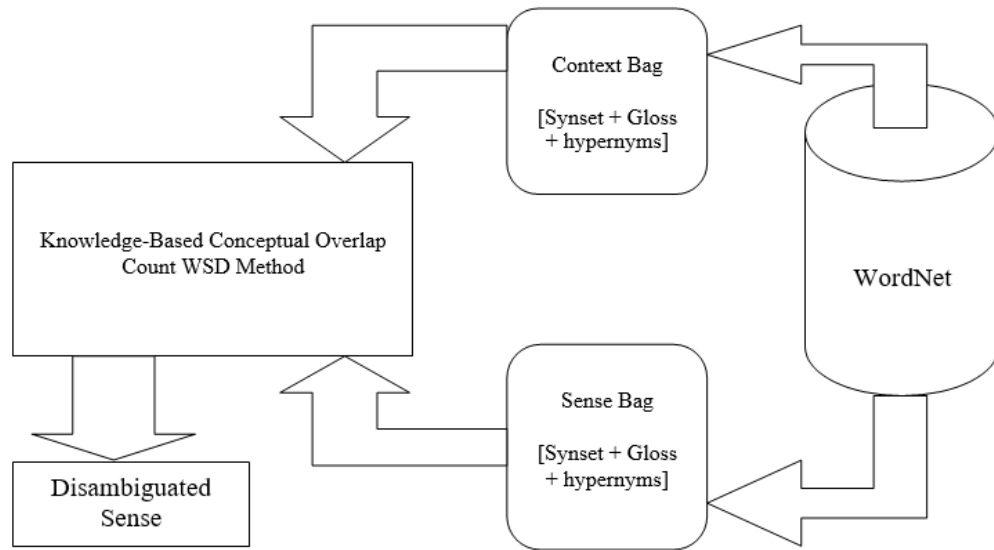 Context Bag
[Synset + Gloss
+ hypernyms]
Knowledge-Based Conceptual Overlap
Count WSD Method
WordNet
Sense Bag
[Synset + Gloss
+ hypernyms]
Disambiguated
Sense